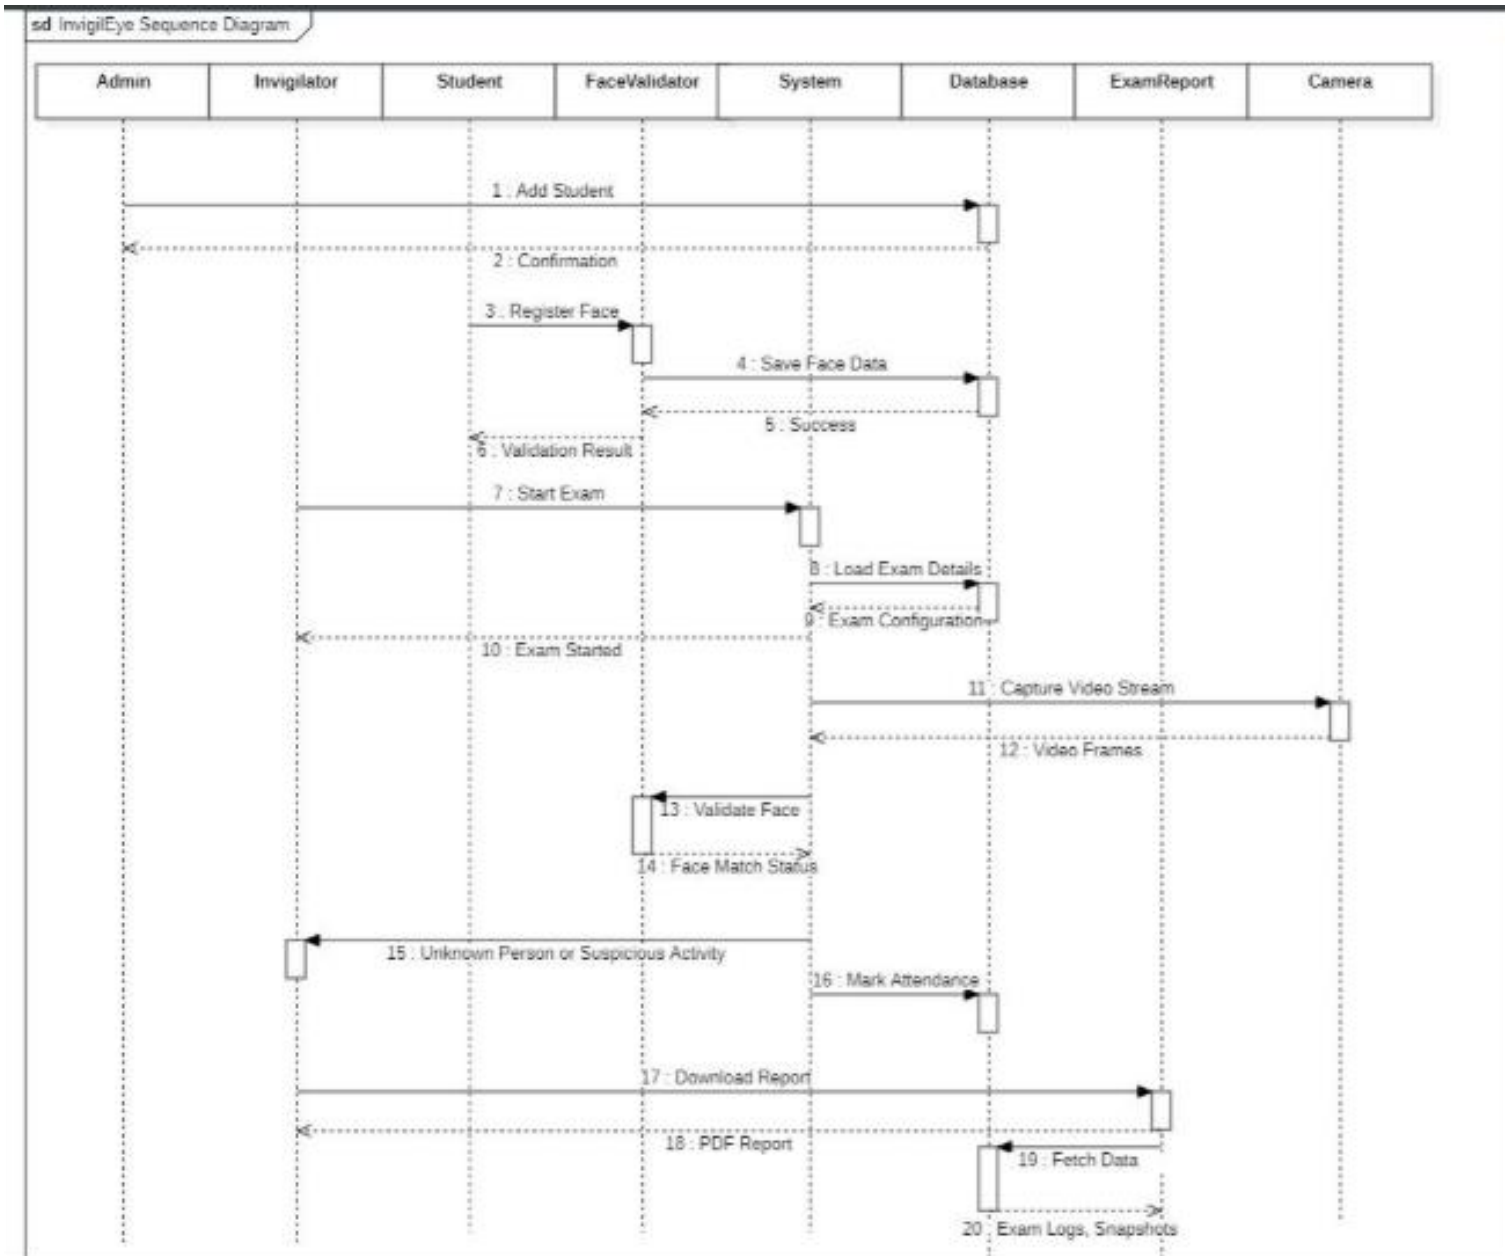 sd InvigilEye Sequence Diagram
Admin Invigilator Student FaceValidator System Database ExamReport Camera
1 : Add Student
2 : Confirmation
3 : Register Face
4 : Save Face Data
5 : Success
6 : Validation Result
7 : Start Exam
8 : Load Exam Details
9 : Exam Configuration
10 : Exam Started
11 : Capture Video Stream
12 : Video Frames
13 : Validate Face
14 : Face Match Status
15 : Unknown Person or Suspicious Activity
16 : Mark Attendance
17 : Download Report
18 : PDF Report
19 : Fetch Data
20 : Exam Logs, Snapshots